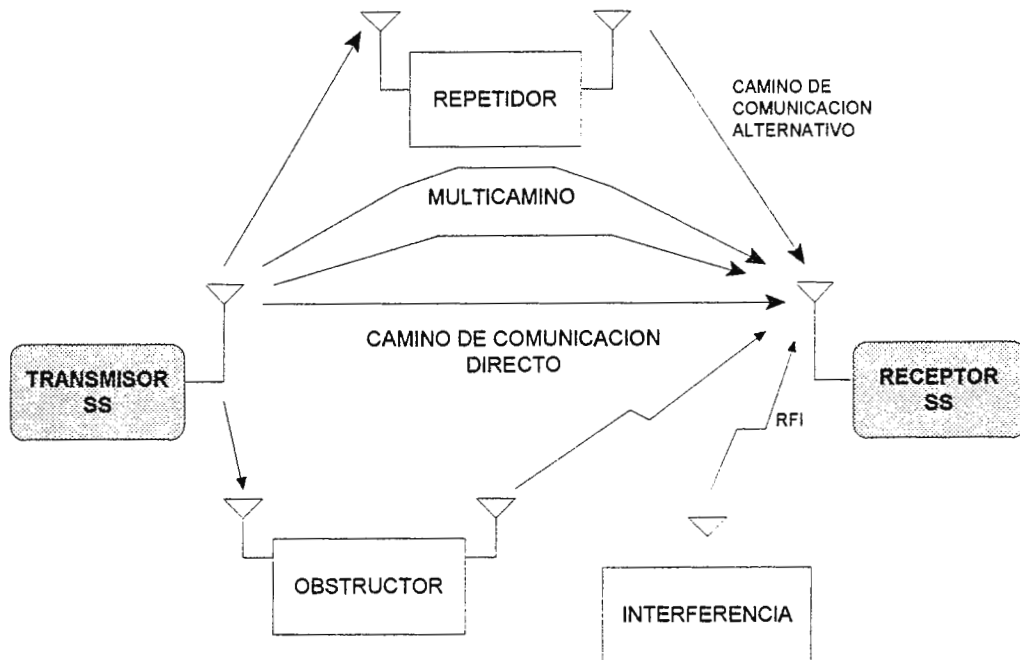 REPETIDOR
CAMINO DE
COMUNICACION
ALTERNATIVO
MULTICAMINO
CAMINO DE COMUNICACION
DIRECTO
TRANSMISOR
SS
RECEPTOR
SS
RFI
OBSTRUCTOR
INTERFERENCIA